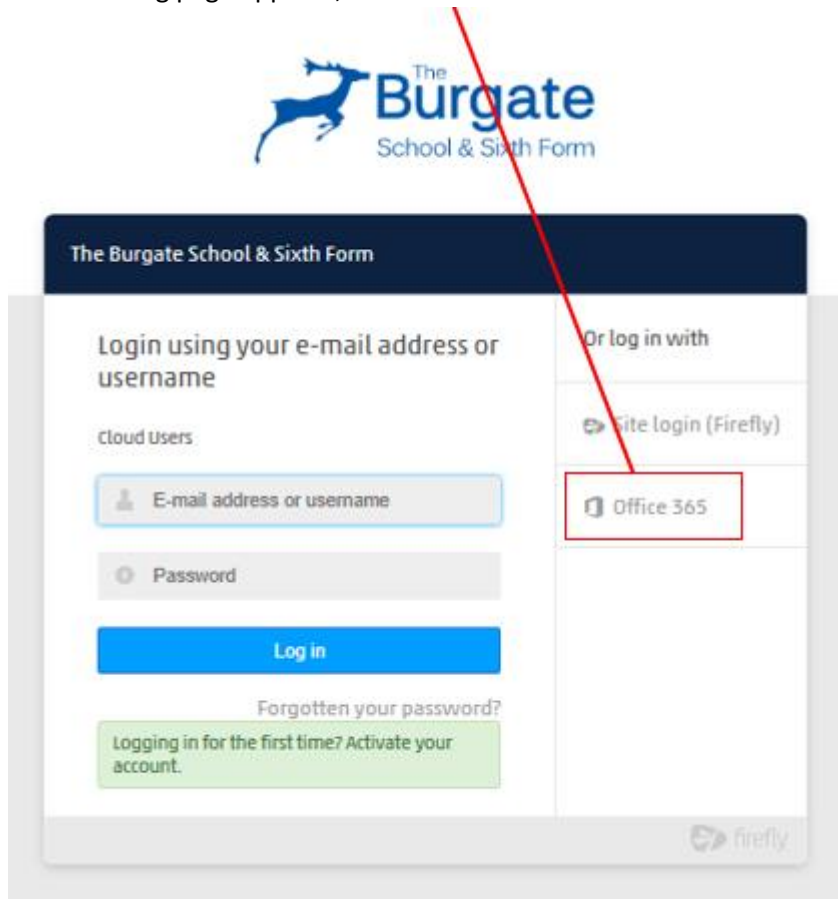 The
Burgate
School & Sixth Form
The Burgate School & Sixth Form
Login using your e-mail address or
username
Cloud Users
E-mail address or username
Password
Log in
Forgotten your password?
Logging in for the first time? Activate your
account.
Or log in with
Site login (Firefly)
Office 365
firefly